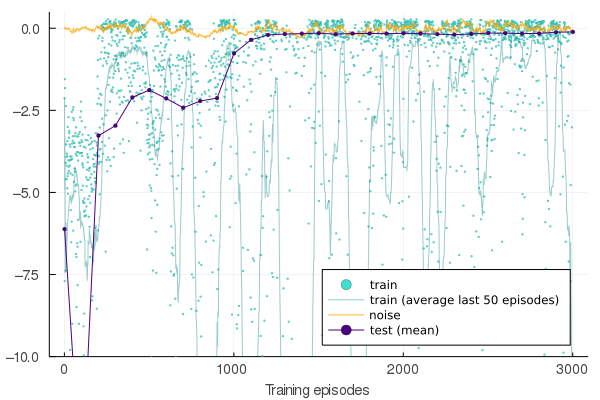 0.0
−2.5
−5.0
−7.5
−10.0
0
1000
2000
3000
Training episodes
train
train (average last 50 episodes)
noise
test (mean)